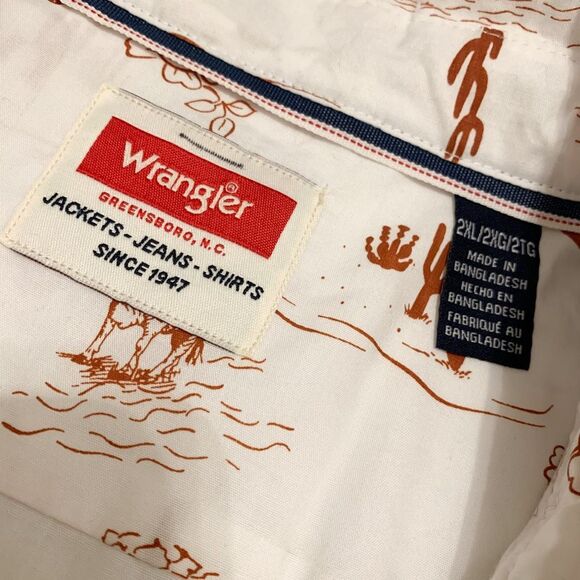 Wrangler®
GREENSBORO, N.C.
JACKETS - JEANS - SHIRTS
SINCE 1947
2XL/2XG/2TG
MADE IN
BANGLADESH
HECHO EN
BANGLADESH
FABRIQUÉ AU
BANGLADESH